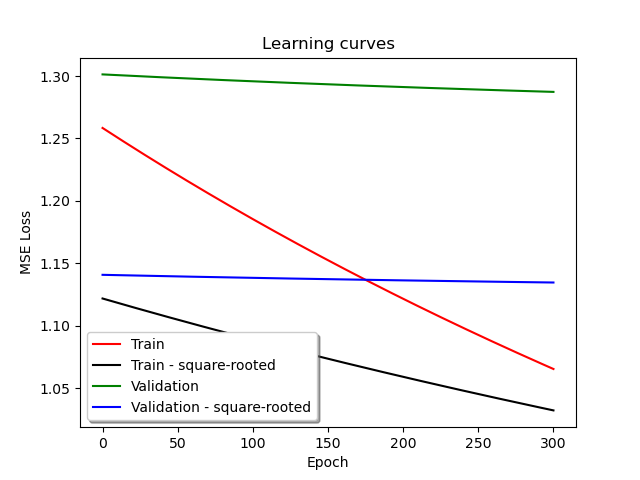 Learning curves
MSE Loss
1.30
1.25
1.20
1.15
1.10
1.05
Train
Train - square-rooted
Validation
Validation - square-rooted
0 50 100 150 200 250 300
Epoch